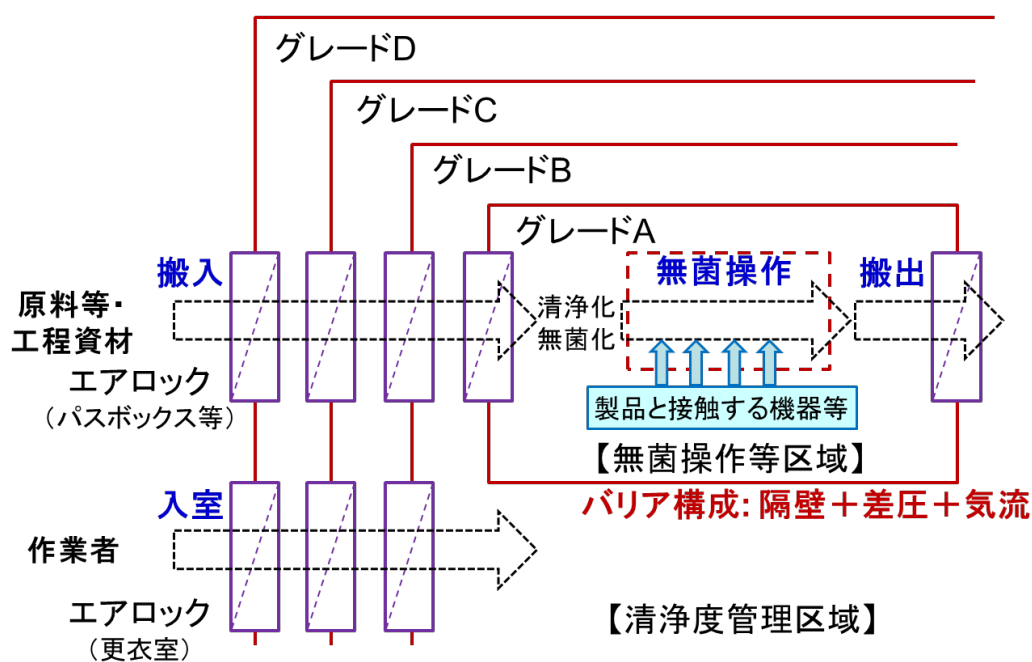 グレードD
グレードC
グレードB
グレードA
搬入
無菌操作
搬出
原料等・
工程資材
清浄化
無菌化
エアロック
（パスボックス等）
製品と接触する機器等
【無菌操作等区域】
バリア構成：隔壁＋差圧＋気流
入室
作業者
エアロック
（更衣室）
【清浄度管理区域】